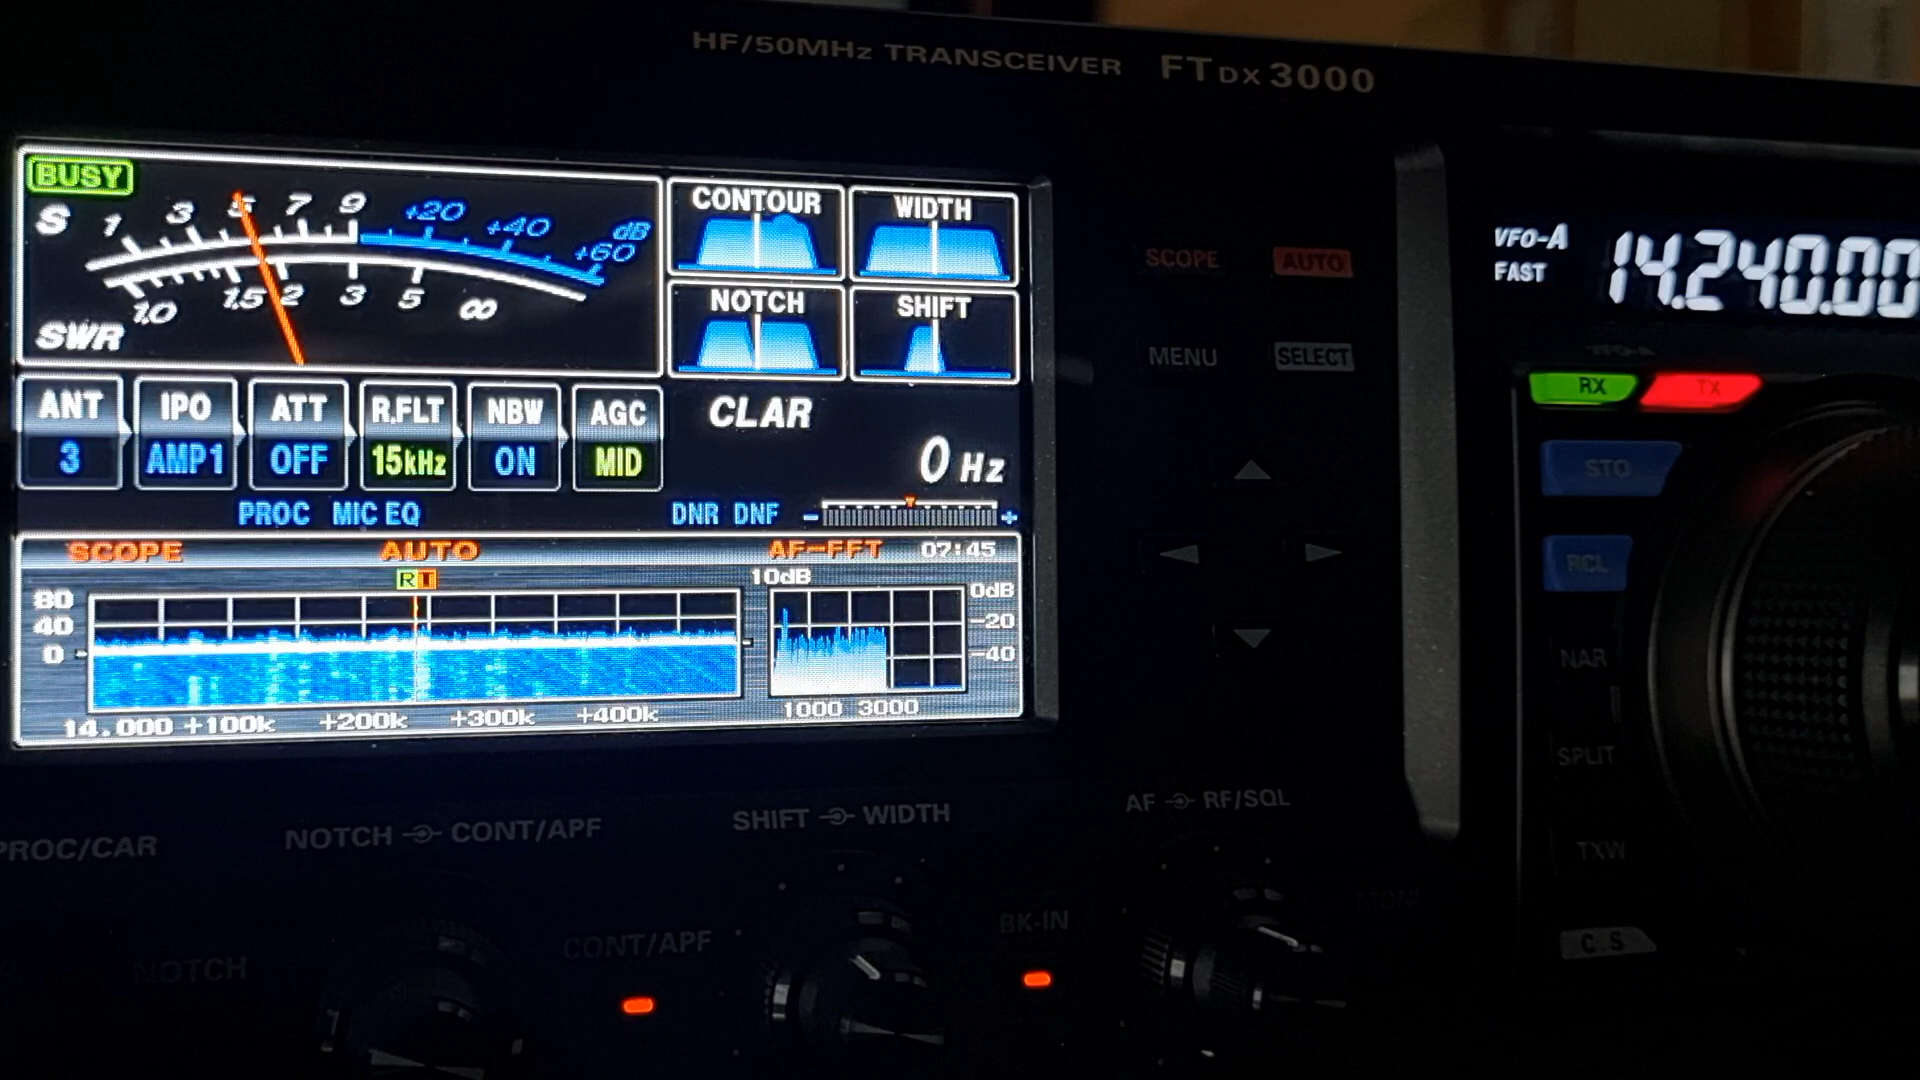 HF/50MHz TRANSCEIVER FTDX3000
BUSY
S 1 3 5 7 9 +20 +40 +60 dB
1.0 1.5 2 3 5 ∞
SWR
CONTOUR WIDTH
NOTCH SHIFT
ANT IPO ATT R.FLT NBW AGC
3 AMP1 OFF 15kHz ON MID
CLAR
0 Hz
PROC MIC EQ DNR DNF - +
SCOPE AUTO AF-FFT 07:45
R T
10dB
80
40
0
0dB
-20
-40
14.000 +100k +200k +300k +400k
1000 3000
SCOPE AUTO
MENU SELECT
VFO-A
FAST
14.240.00
VFO-A
RX TX
STO
RCL
NAR
SPLIT
TXW
C S
PROC/CAR
NOTCH CONT/APF
SHIFT WIDTH
AF RF/SQL
NOTCH
CONT/APF
BK-IN
MONI